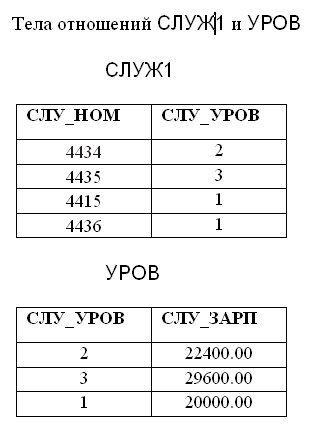 Тела отношений СЛУЖ1 и УРОВ
СЛУЖ1
СЛУ_НОМ СЛУ_УРОВ
4434 2
4435 3
4415 1
4436 1
УРОВ
СЛУ_УРОВ СЛУ_ЗАРП
2 22400.00
3 29600.00
1 20000.00